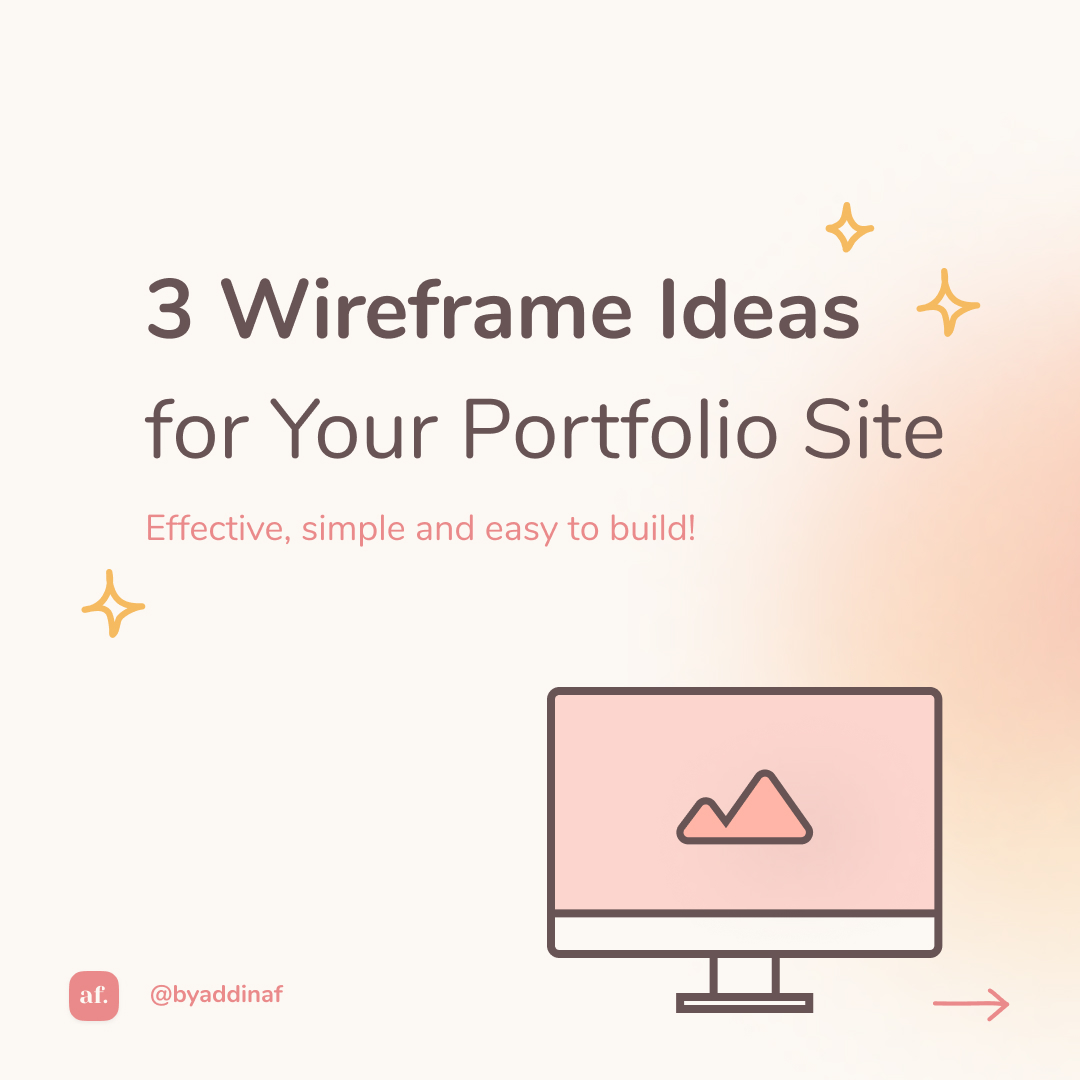 3 Wireframe Ideas
for Your Portfolio Site
Effective, simple and easy to build!
af.
@byaddinaf